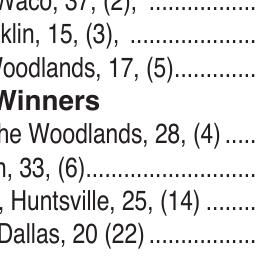 Waco, 37, (2), ................
klin, 15, (3), ...................
Woodlands, 17, (5)............
Winners
he Woodlands, 28, (4) .....
n, 33, (6)..........................
, Huntsville, 25, (14) ........
Dallas, 20 (22) ................